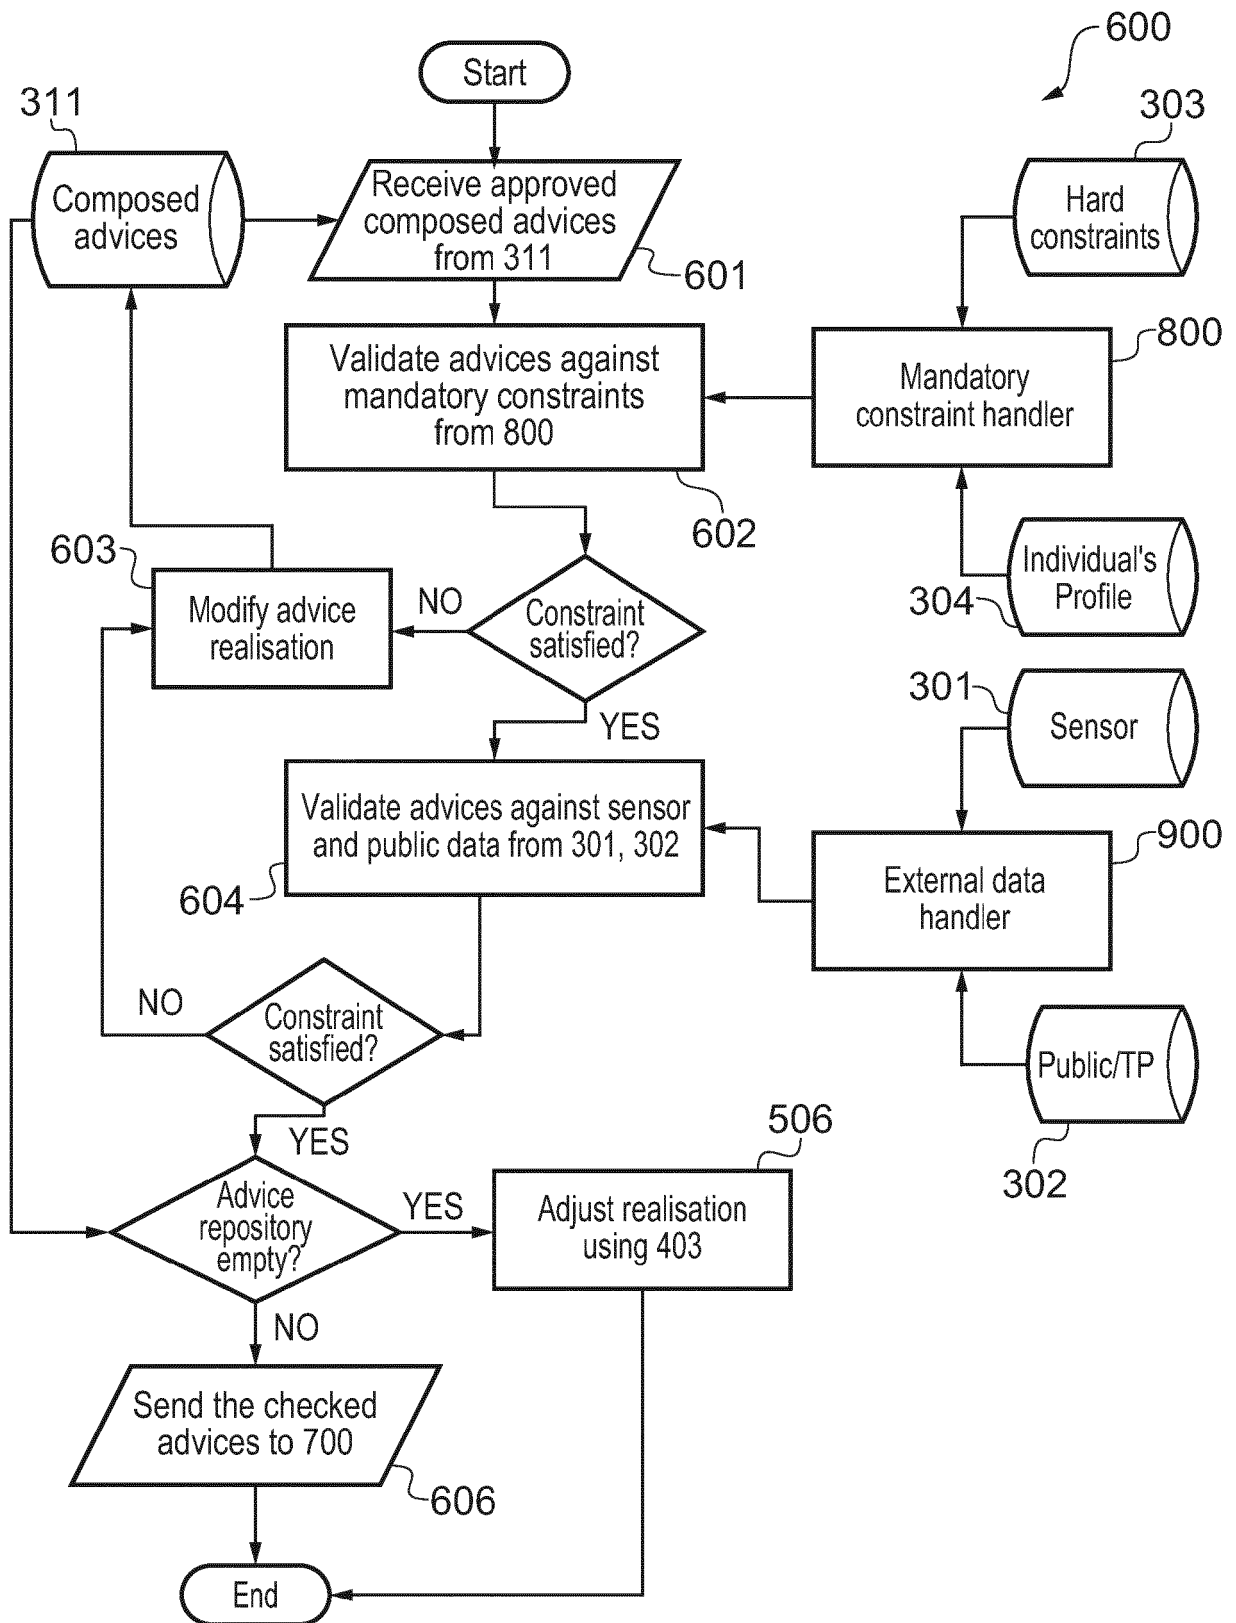 600
Start
311
303
Composed
advices
Receive approved
composed advices
from 311
601
Hard
constraints
Validate advices against
mandatory constraints
from 800
602
800
Mandatory
constraint handler
603
Modify advice
realisation
NO
Constraint
satisfied?
304
Individual's
Profile
YES
301
Sensor
Validate advices against sensor
and public data from 301, 302
604
900
External data
handler
NO
Constraint
satisfied?
Public/TP
302
YES
506
Advice
repository
empty?
YES
Adjust realisation
using 403
NO
Send the checked
advices to 700
606
End